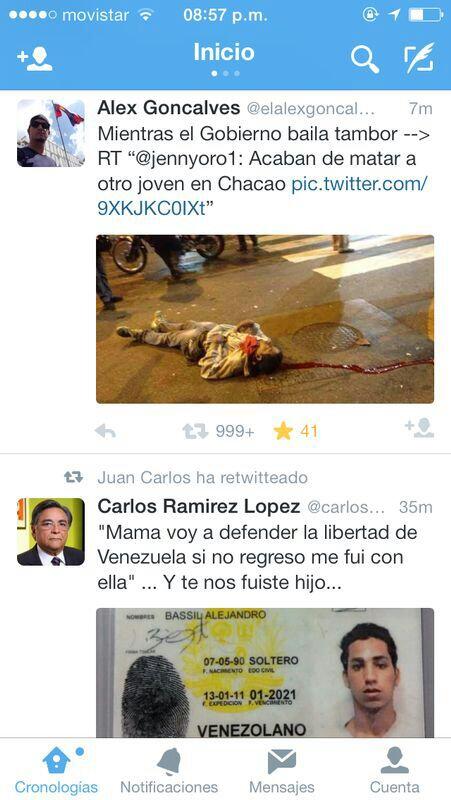 movistar 08:57 p.m.
Inicio
Alex Goncalves @elalexgoncal... 7m
Mientras el Gobierno baila tambor -->
RT “@jennyoro1: Acaban de matar a
otro joven en Chacao pic.twitter.com/
9XKJKC0IXt”
999+ 41
Juan Carlos ha retwitteado
Carlos Ramirez Lopez @carlos... 35m
"Mama voy a defender la libertad de
Venezuela si no regreso me fui con
ella" ... Y te nos fuiste hijo...
NOMBRES BASSIL ALEJANDRO
FIRMA TITULAR
07-05-90 SOLTERO
F. NACIMIENTO EDO CIVIL
13-01-11 01-2021
F. EXPEDICION F. VENCIMIENTO
VENEZOLANO
Cronologías Notificaciones Mensajes Cuenta